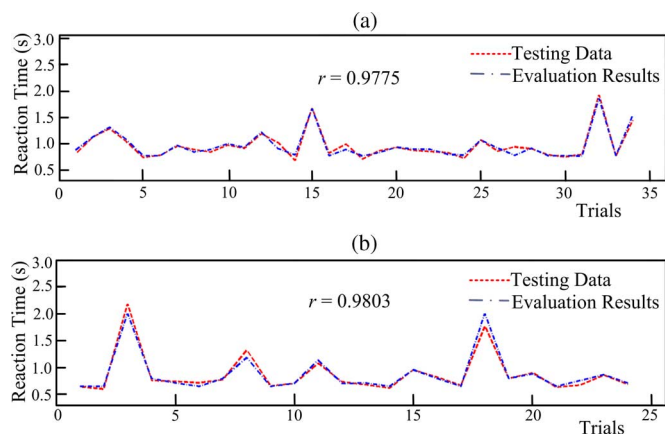 (a)
Reaction Time (s)
3.0
2.5
2.0
1.5
1.0
0.5
r = 0.9775
Testing Data
Evaluation Results
0 5 10 15 20 25 30 35
Trials
(b)
Reaction Time (s)
3.0
2.5
2.0
1.5
1.0
0.5
r = 0.9803
Testing Data
Evaluation Results
0 5 10 15 20 25
Trials